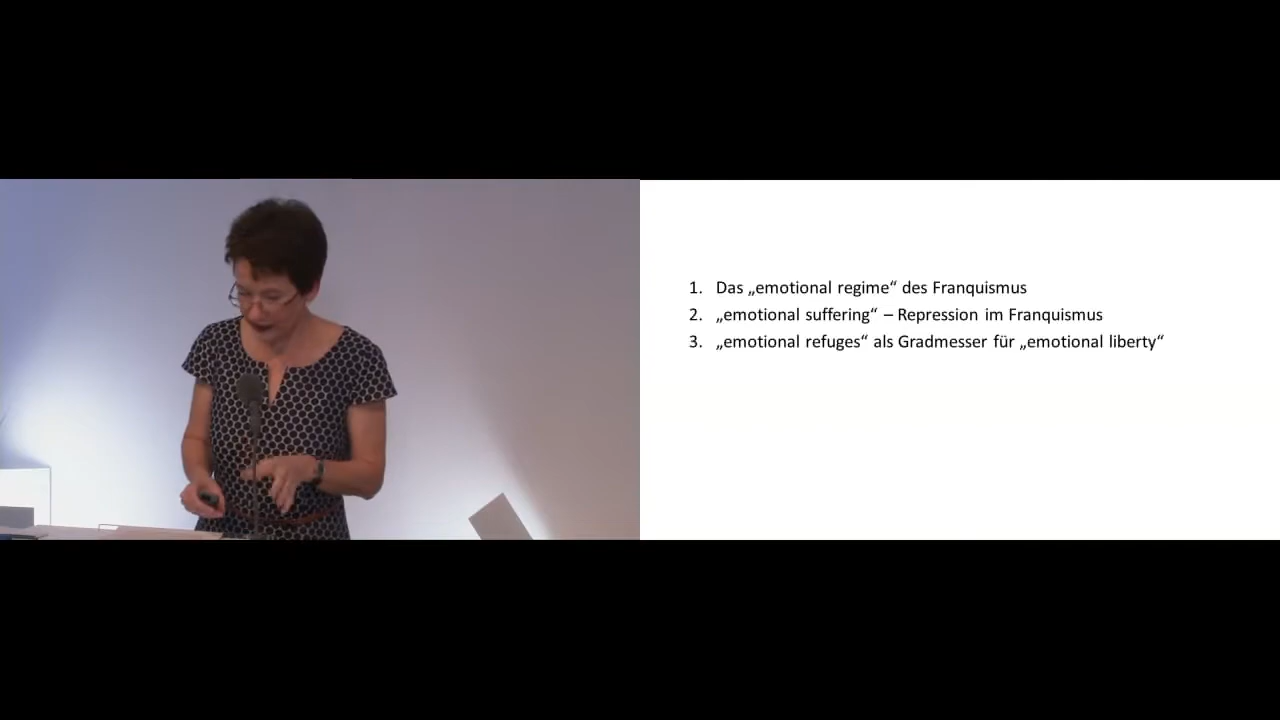 1. Das „emotional regime“ des Franquismus
2. „emotional suffering“ – Repression im Franquismus
3. „emotional refuges“ als Gradmesser für „emotional liberty“